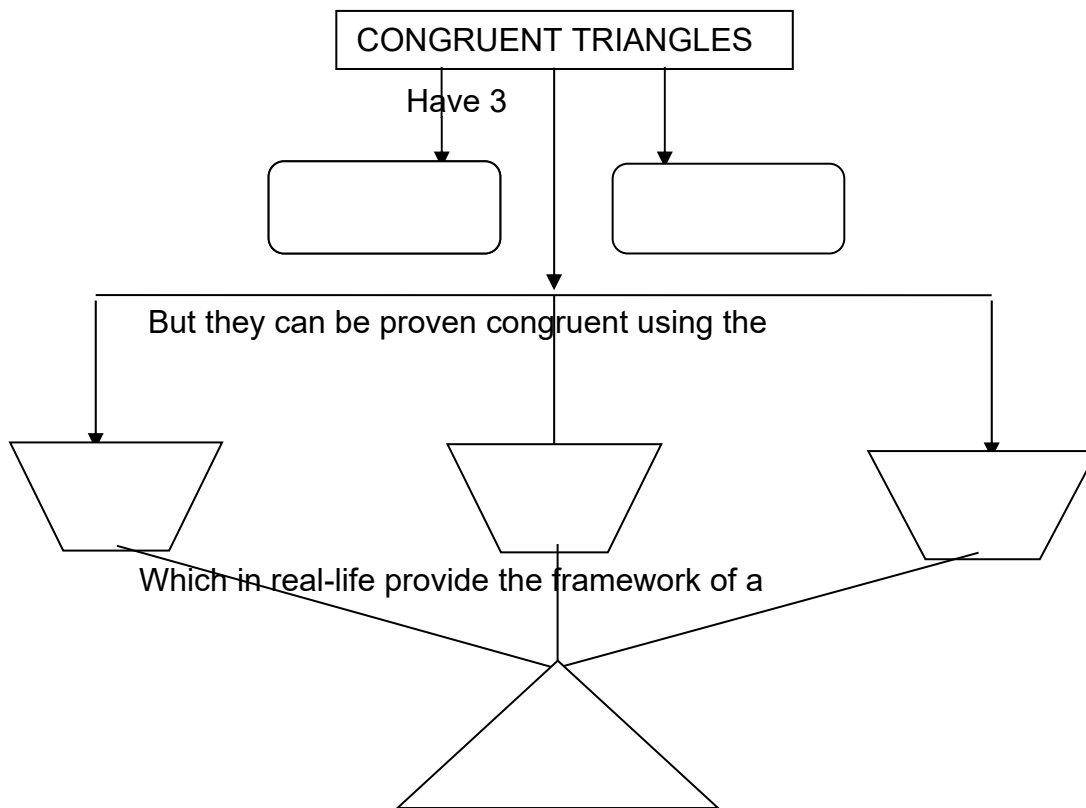 CONGRUENT TRIANGLES
Have 3
But they can be proven congruent using the
Which in real-life provide the framework of a